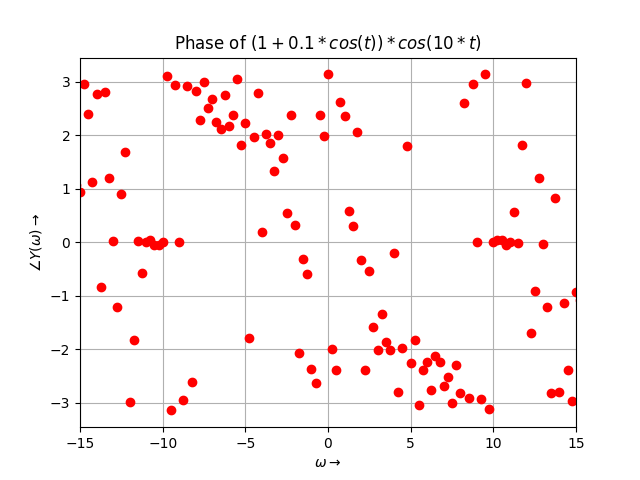 Phase of (1 + 0.1 * cos(t)) * cos(10 * t)
∠Y(ω) →
3
2
1
0
−1
−2
−3
−15 −10 −5 0 5 10 15
ω →